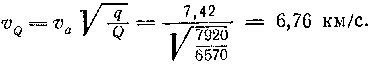 v_Q = v_a √(q/Q) = 7,42 / √(7920/6570) = 6,76 км/с.